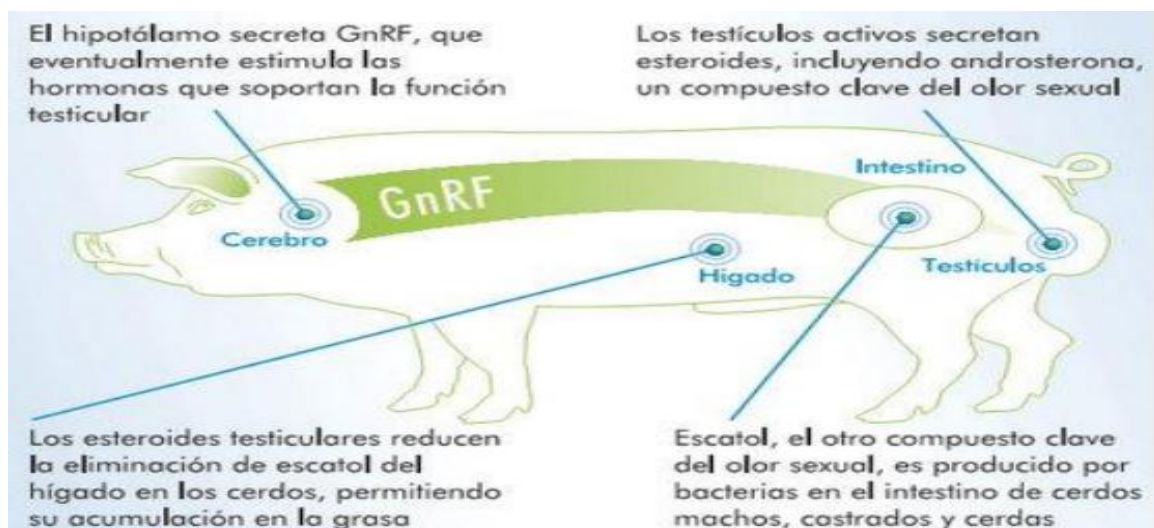 El hipotálamo secreta GnRF, que
eventualmente estimula las
hormonas que soportan la función
testicular
Los testículos activos secretan
esteroides, incluyendo androsterona,
un compuesto clave del olor sexual
GnRF
Cerebro
Intestino
Higado
Testículos
Los esteroides testiculares reducen
la eliminación de escatol del
hígado en los cerdos, permitiendo
su acumulación en la grasa
Escatol, el otro compuesto clave
del olor sexual, es producido por
bacterias en el intestino de cerdos
machos, castrados y cerdas